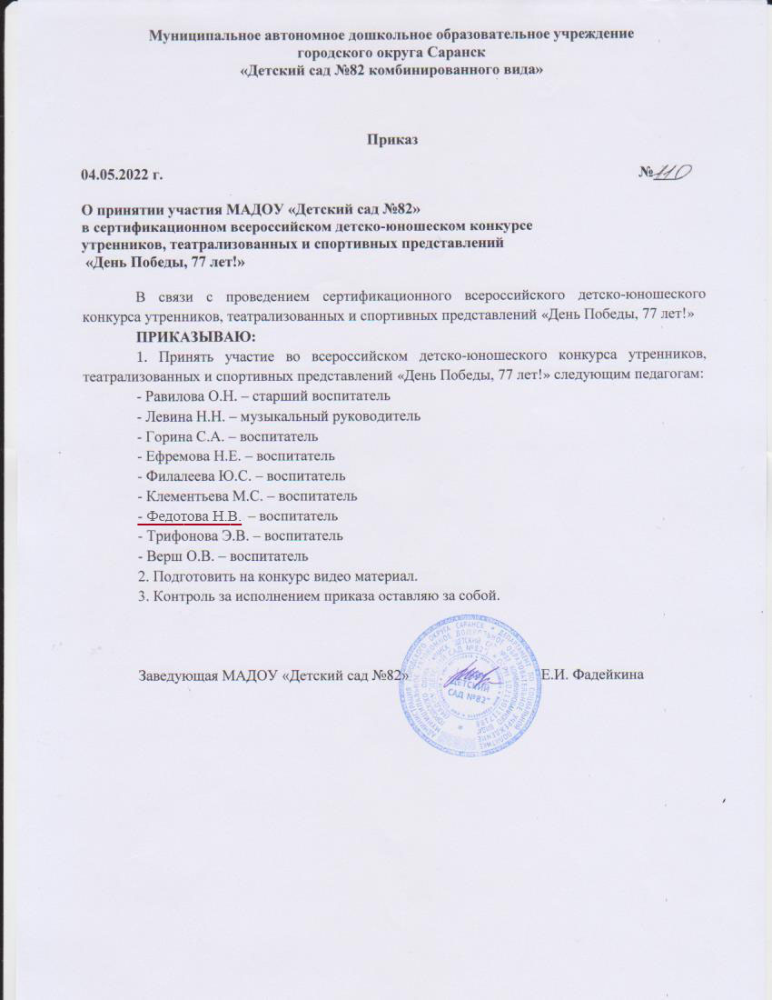 Муниципальное автономное дошкольное образовательное учреждение
городского округа Саранск
«Детский сад №82 комбинированного вида»
Приказ
04.05.2022 г.
№110
О принятии участия МАДОУ «Детский сад №82»
в сертификационном всероссийском детско-юношеском конкурсе
утренников, театрализованных и спортивных представлений
«День Победы, 77 лет!»
В связи с проведением сертификационного всероссийского детско-юношеского
конкурса утренников, театрализованных и спортивных представлений «День Победы, 77 лет!»
ПРИКАЗЫВАЮ:
1. Принять участие во всероссийском детско-юношеского конкурса утренников,
театрализованных и спортивных представлений «День Победы, 77 лет!» следующим педагогам:
- Равилова О.Н. – старший воспитатель
- Левина Н.Н. – музыкальный руководитель
- Горина С.А. – воспитатель
- Ефремова Н.Е. – воспитатель
- Филалеева Ю.С. – воспитатель
- Клементьева М.С. – воспитатель
- Федотова Н.В. – воспитатель
- Трифонова Э.В. – воспитатель
- Верш О.В. – воспитатель
2. Подготовить на конкурс видео материал.
3. Контроль за исполнением приказа оставляю за собой.
Заведующая МАДОУ «Детский сад №82»
Е.И. Фадейкина
ДЕТСКИЙ
САД №82"